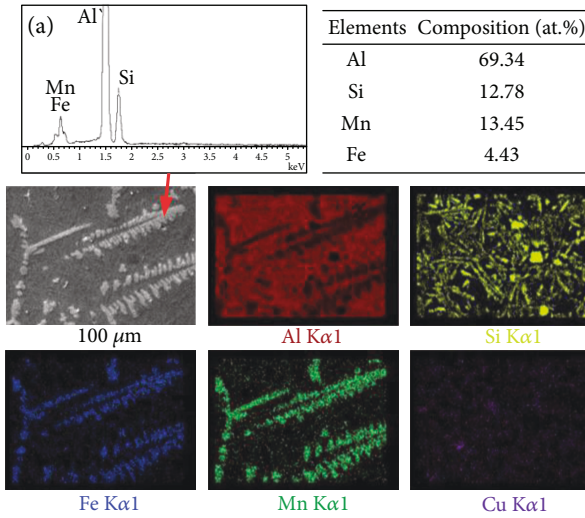 (a)
Al`
Si
Mn
Fe
0 0.5 1 1.5 2 2.5 3 3.5 4 4.5 5
keV
Elements Composition (at.%)
Al 69.34
Si 12.78
Mn 13.45
Fe 4.43
100 μm
Al Kα1
Si Kα1
Fe Kα1
Mn Kα1
Cu Kα1